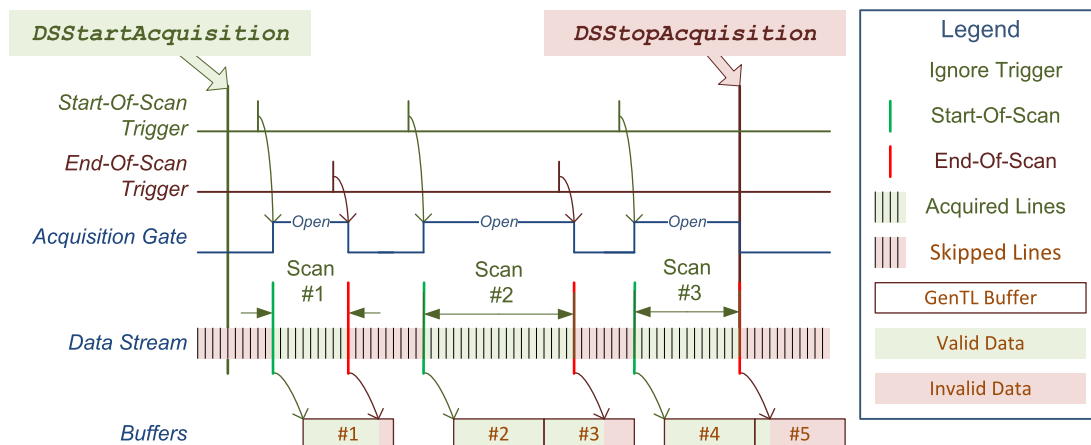 DSStartAcquisition
DSStopAcquisition
Start-Of-Scan
Trigger
End-Of-Scan
Trigger
Acquisition Gate
Open
Open
Open
Scan
#1
Scan
#2
Scan
#3
Data Stream
Buffers
#1
#2
#3
#4
#5
Legend
Ignore Trigger
Start-Of-Scan
End-Of-Scan
Acquired Lines
Skipped Lines
GenTL Buffer
Valid Data
Invalid Data